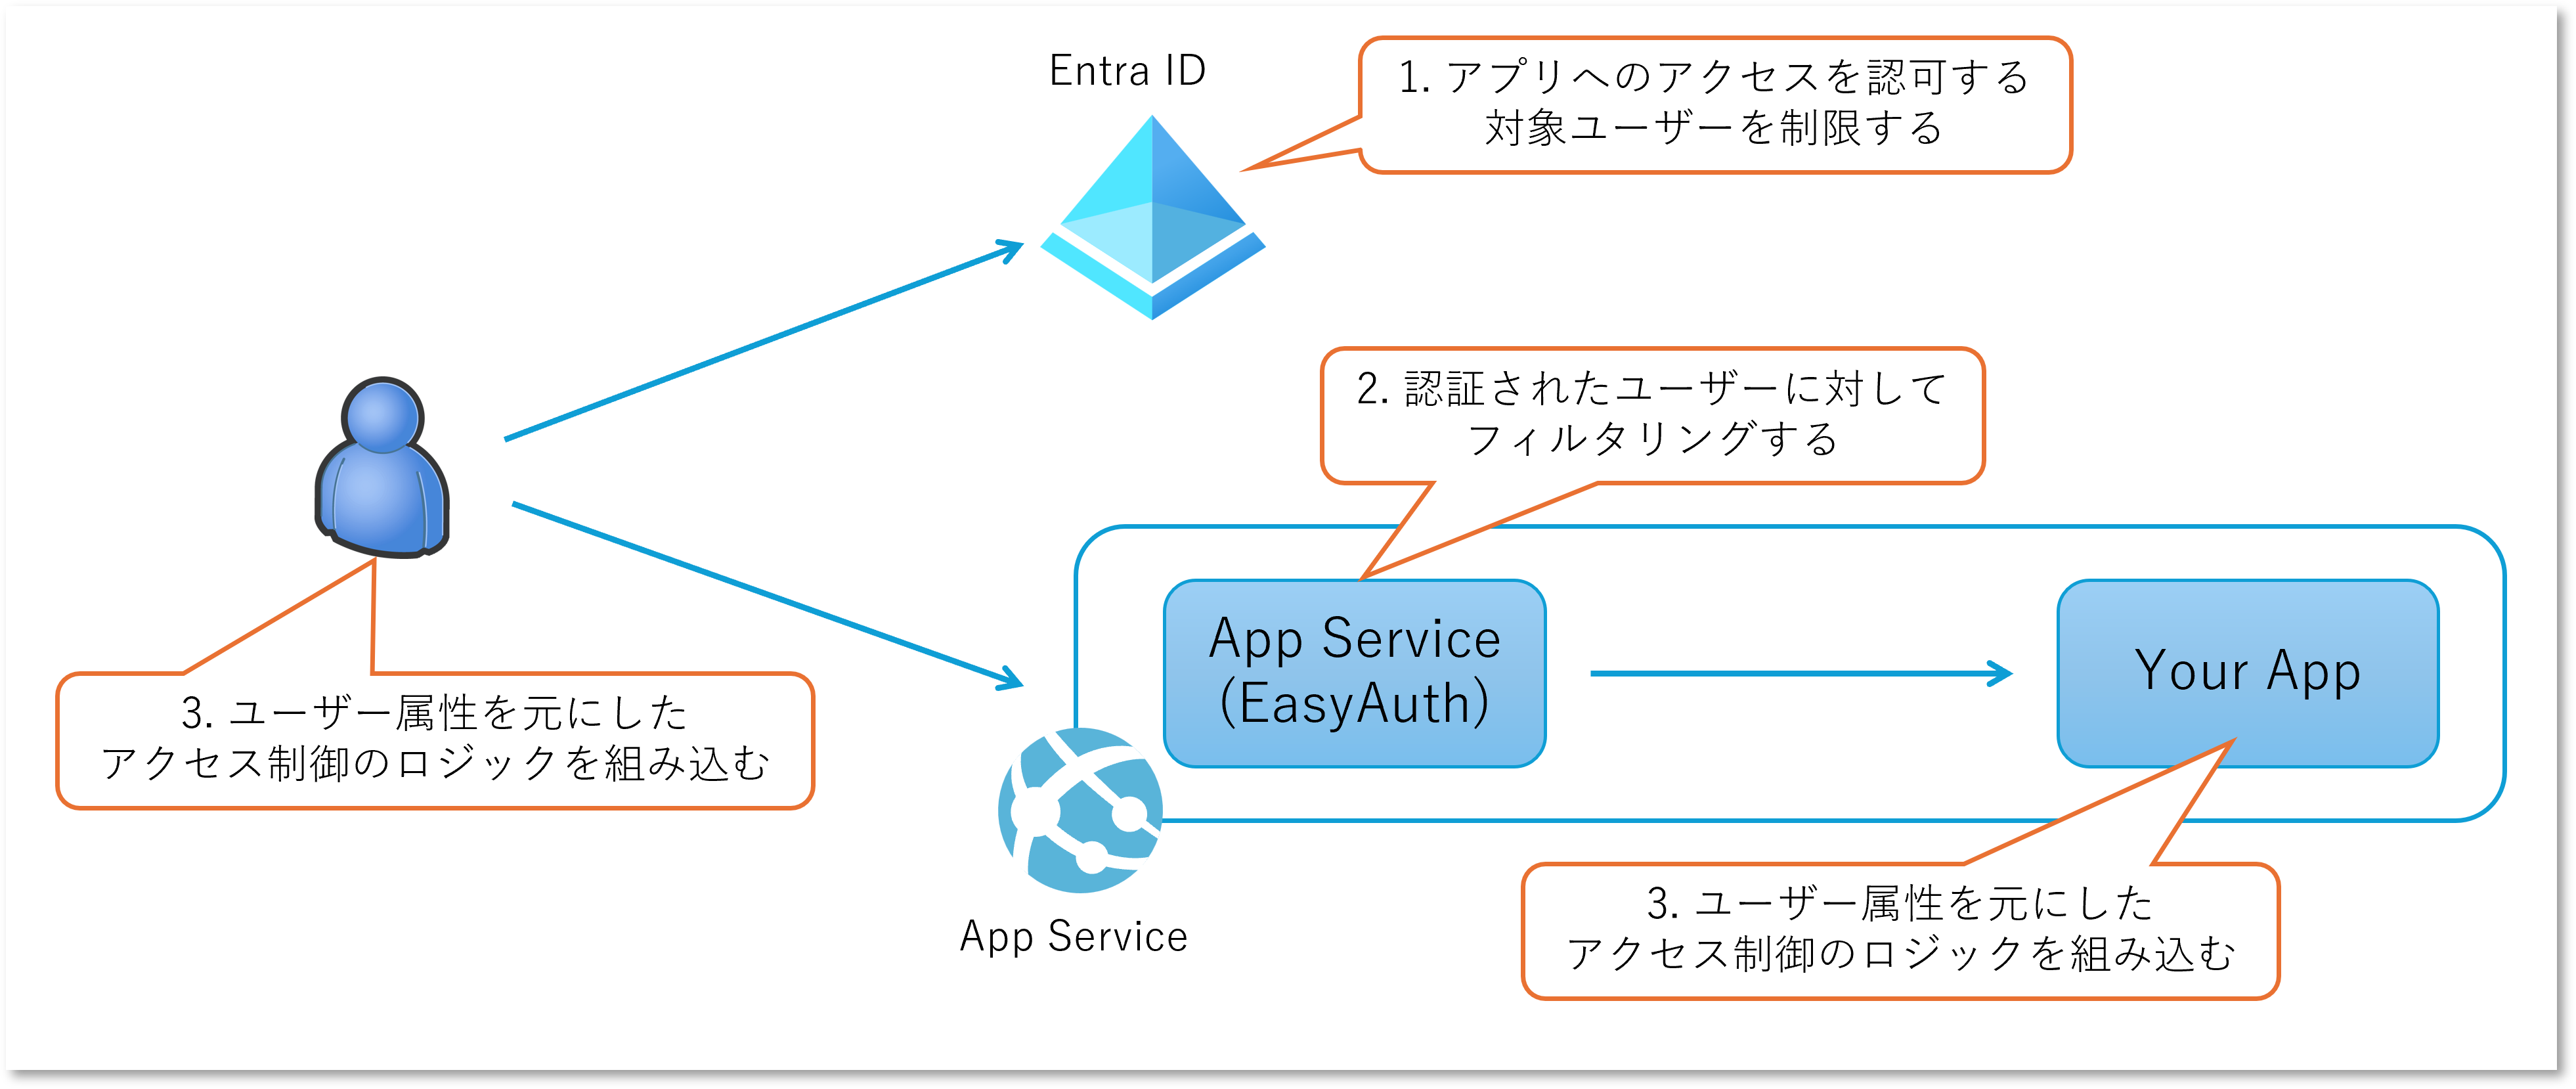 Entra ID
1. アプリへのアクセスを認可する
対象ユーザーを制限する
2. 認証されたユーザーに対して
フィルタリングする
App Service
(EasyAuth)
Your App
3. ユーザー属性を元にした
アクセス制御のロジックを組み込む
App Service
3. ユーザー属性を元にした
アクセス制御のロジックを組み込む